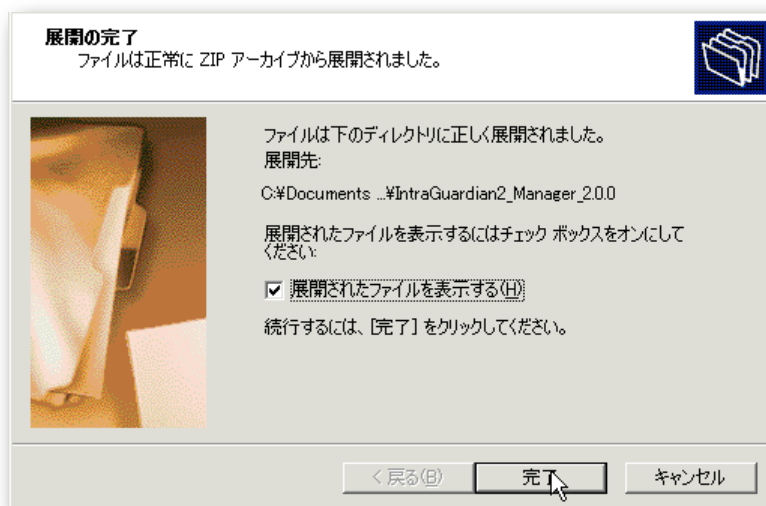 展開の完了
ファイルは正常に ZIP アーカイブから展開されました。
ファイルは下のディレクトリに正しく展開されました。
展開先:
C:¥Documents ...¥IntraGuardian2_Manager_2.0.0
展開されたファイルを表示するにはチェック ボックスをオンにして
ください:
展開されたファイルを表示する(H)
続行するには、[完了] をクリックしてください。
< 戻る(B)
完了
キャンセル